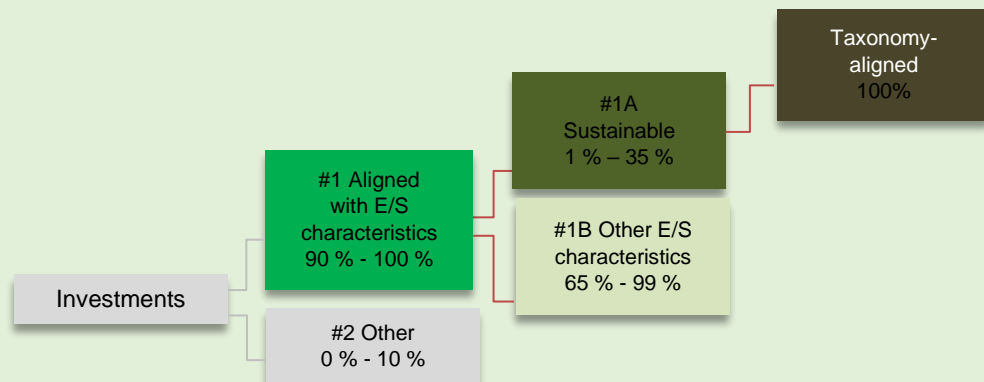 Taxonomy-
aligned
100%
#1A
Sustainable
1 % – 35 %
#1 Aligned
with E/S
characteristics
90 % - 100 %
#1B Other E/S
characteristics
65 % - 99 %
Investments
#2 Other
0 % - 10 %